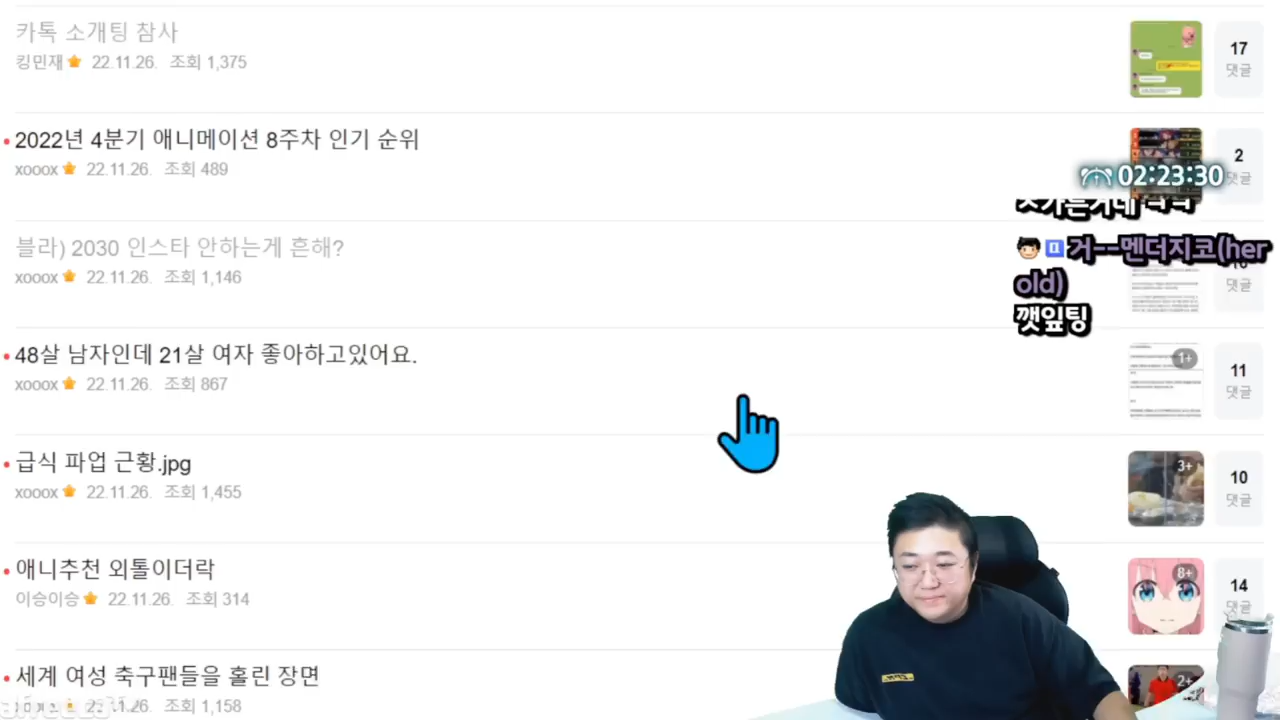 카톡 소개팅 참사
킹민재 22.11.26. 조회 1,375
17
댓글
2022년 4분기 애니메이션 8주차 인기 순위
xooox 22.11.26. 조회 489
2
댓글
02:23:30
블라) 2030 인스타 안하는게 흔해?
xooox 22.11.26. 조회 1,146
댓글
거--멘더지코(her
old)
깻잎팅
48살 남자인데 21살 여자 좋아하고있어요.
xooox 22.11.26. 조회 867
1+
11
댓글
급식 파업 근황.jpg
xooox 22.11.26. 조회 1,455
3+
10
댓글
애니추천 외톨이더락
이승이승 22.11.26. 조회 314
8+
14
댓글
세계 여성 축구팬들을 홀린 장면
22.11.26. 조회 1,158
2+